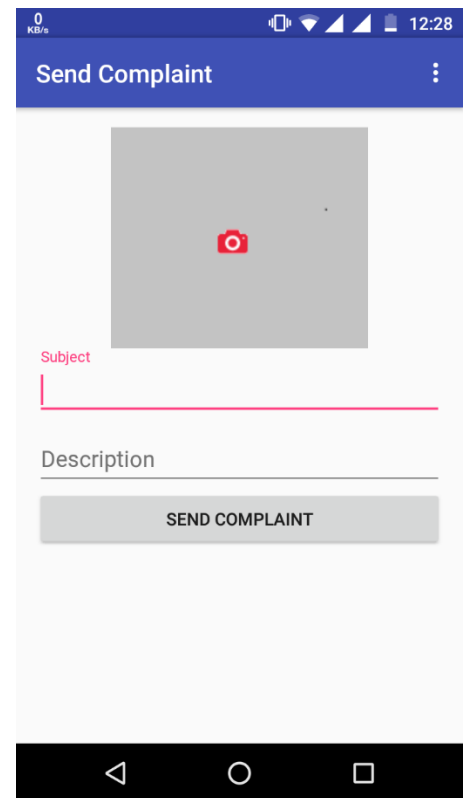 0
KB/s
12:28
Send Complaint
Subject
Description
SEND COMPLAINT